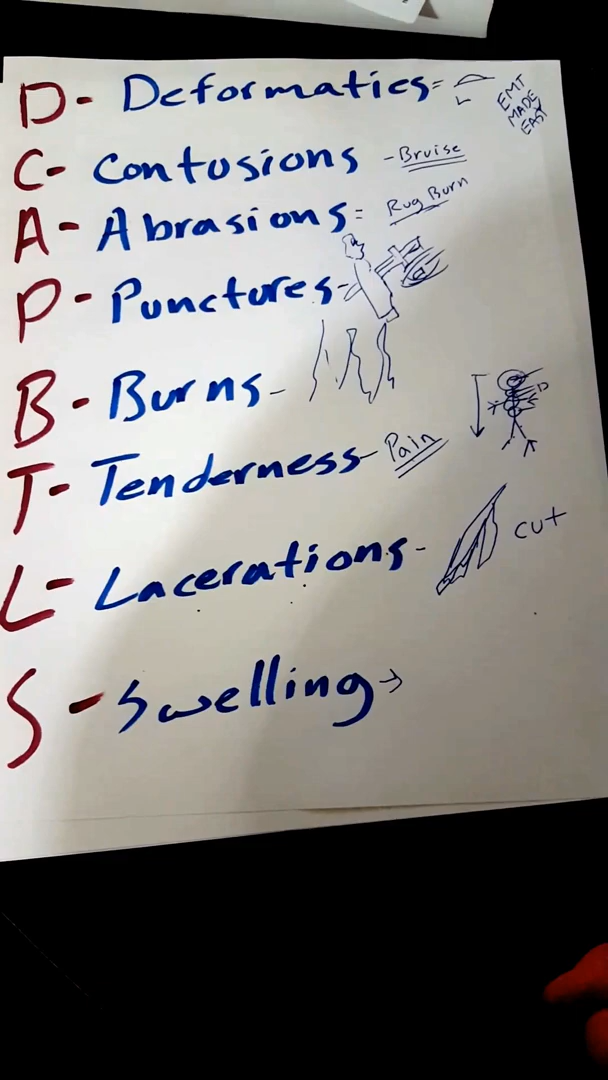 D- Deformaties=
EMT
MADE
EASY
C- Contusions - Bruise
A- Abrasions= Rug Burn
P- Punctures-
B- Burns-
T- Tenderness- Pain
L- Lacerations- cut
S- Swelling→